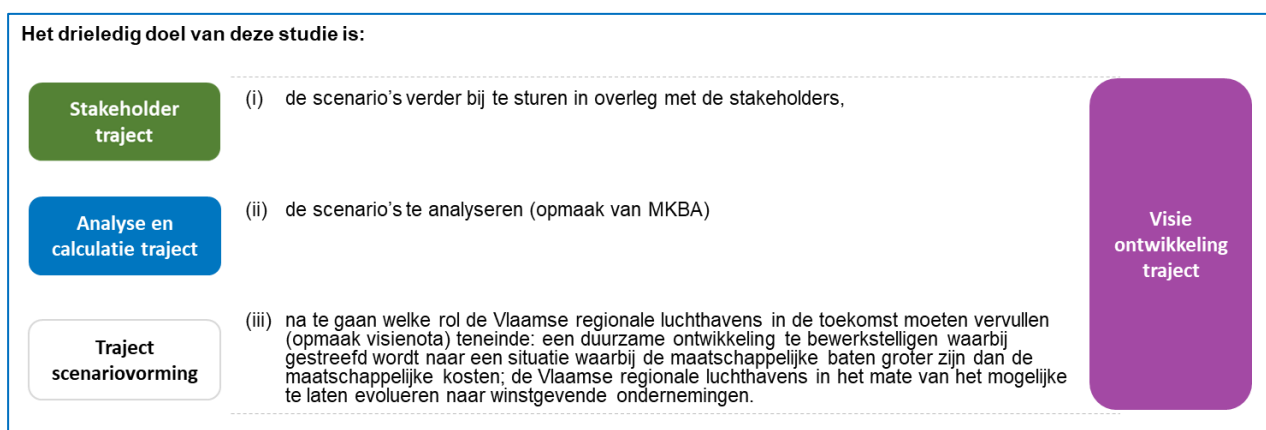 Het drieledig doel van deze studie is:
Stakeholder
traject
(i) de scenario's verder bij te sturen in overleg met de stakeholders,
Analyse en
calculatie traject
(ii) de scenario's te analyseren (opmaak van MKBA)
Traject
scenariovorming
(iii) na te gaan welke rol de Vlaamse regionale luchthavens in de toekomst moeten vervullen
(opmaak visienota) teneinde: een duurzame ontwikkeling te bewerkstelligen waarbij
gestreefd wordt naar een situatie waarbij de maatschappelijke baten groter zijn dan de
maatschappelijke kosten; de Vlaamse regionale luchthavens in het mate van het mogelijke
te laten evolueren naar winstgevende ondernemingen.
Visie
ontwikkeling
traject